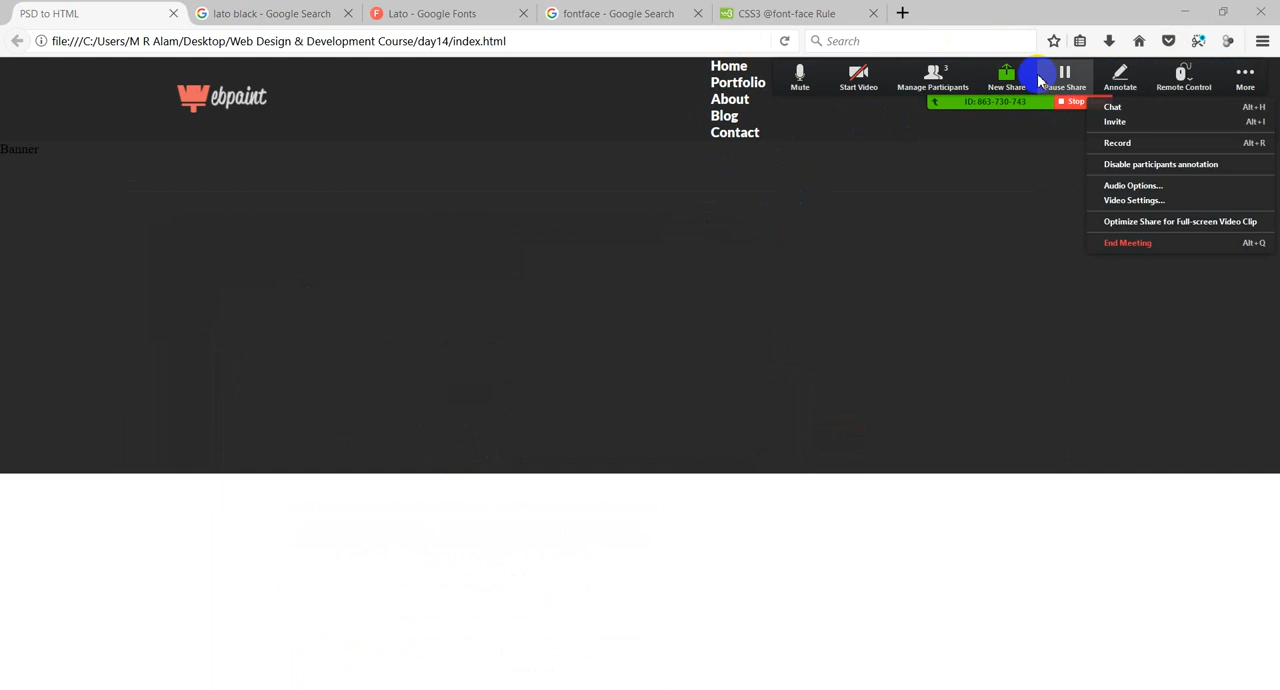 PSD to HTML
lato black - Google Search
Lato - Google Fonts
fontface - Google Search
CSS3 @font-face Rule
file:///C:/Users/M R Alam/Desktop/Web Design & Development Course/day14/index.html
Search
ebpaint
Home
Portfolio
About
Blog
Contact
Mute
Start Video
3
Manage Participants
New Share
Pause Share
Annotate
Remote Control
More
ID: 863-730-743
Stop
Chat Alt+H
Invite Alt+I
Record Alt+R
Disable participants annotation
Audio Options...
Video Settings...
Optimize Share for Full-screen Video Clip
End Meeting Alt+Q
Banner